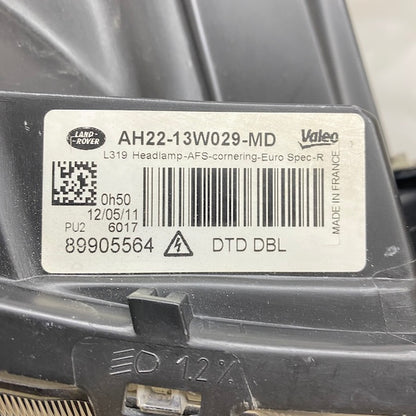 LAND ROVER AH22-13W029-MD Valeo
L319 Headlamp-AFS-cornering-Euro Spec-R
MADE IN FRANCE
0h50
12/05/11
PU2 6017
89905564 DTD DBL
1.2%